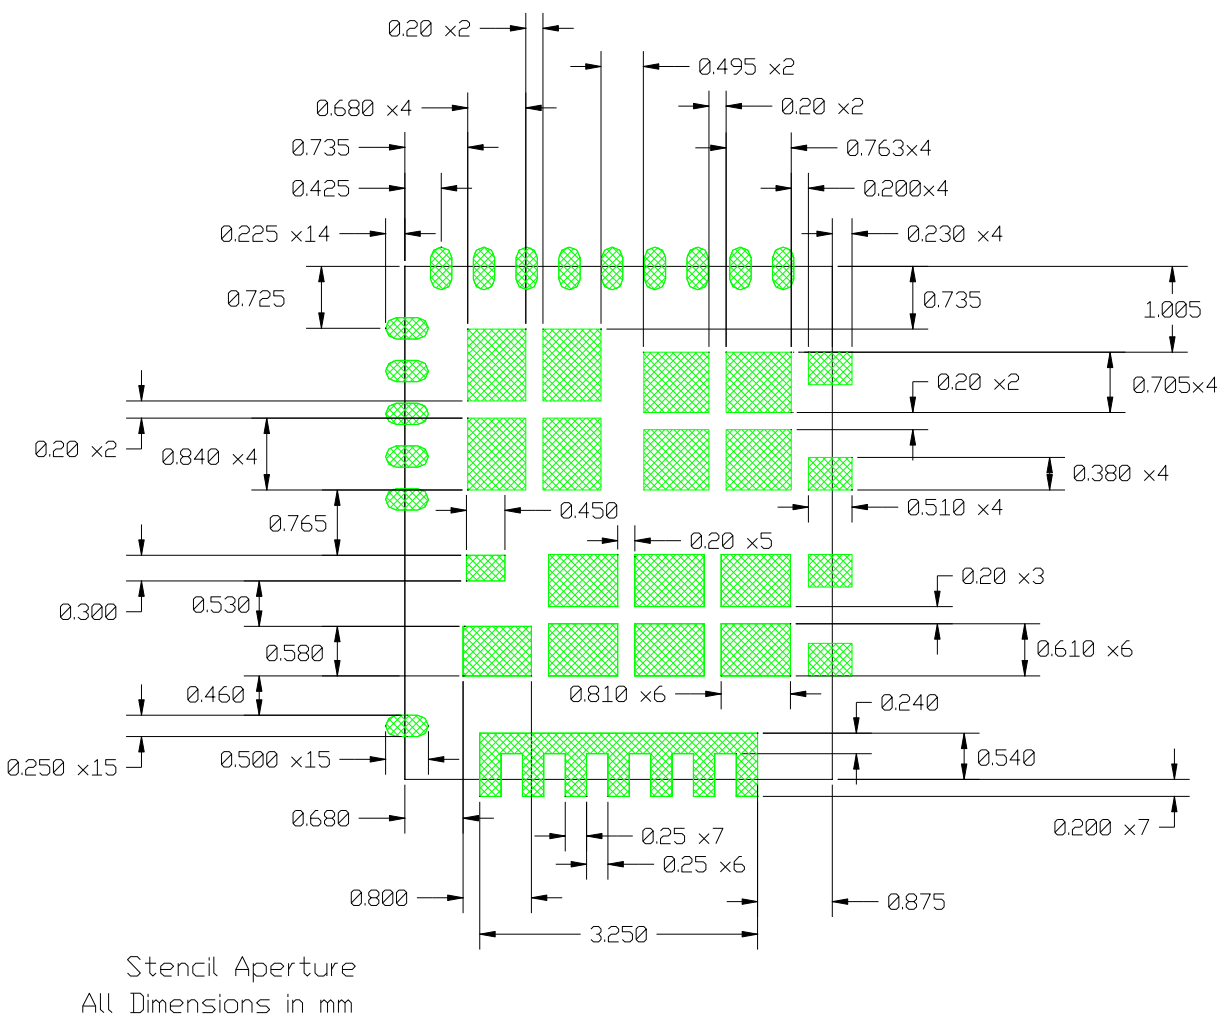 0.20 x2
0.495 x2
0.680 x4
0.20 x2
0.735
0.763x4
0.425
0.200x4
0.225 x14
0.230 x4
0.725
0.735
1.005
0.20 x2
0.705x4
0.20 x2
0.840 x4
0.380 x4
0.765
0.450
0.510 x4
0.20 x5
0.300
0.530
0.20 x3
0.580
0.610 x6
0.460
0.810 x6
0.240
0.250 x15
0.500 x15
0.540
0.680
0.25 x7
0.200 x7
0.25 x6
0.800
0.875
3.250
Stencil Aperture
All Dimensions in mm